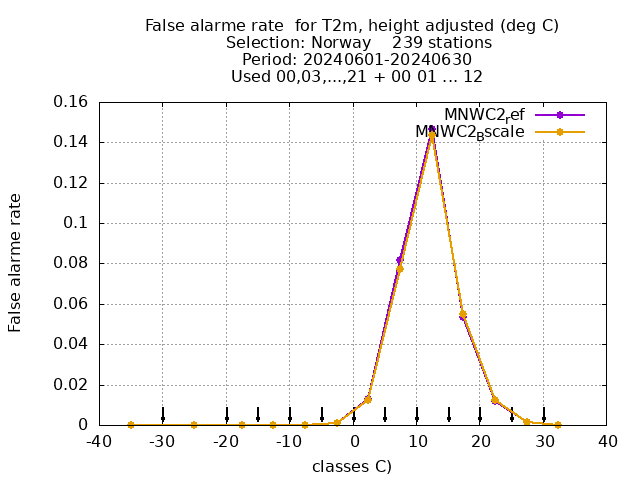 False alarme rate  for T2m, height adjusted (deg C)
Selection: Norway    239 stations
Period: 20240601-20240630
Used 00,03,...,21 + 00 01 ... 12
MNWC2ref
MNWC2Bscale
False alarme rate
0.16
0.14
0.12
0.1
0.08
0.06
0.04
0.02
0
-40 -30 -20 -10 0 10 20 30 40
classes C)